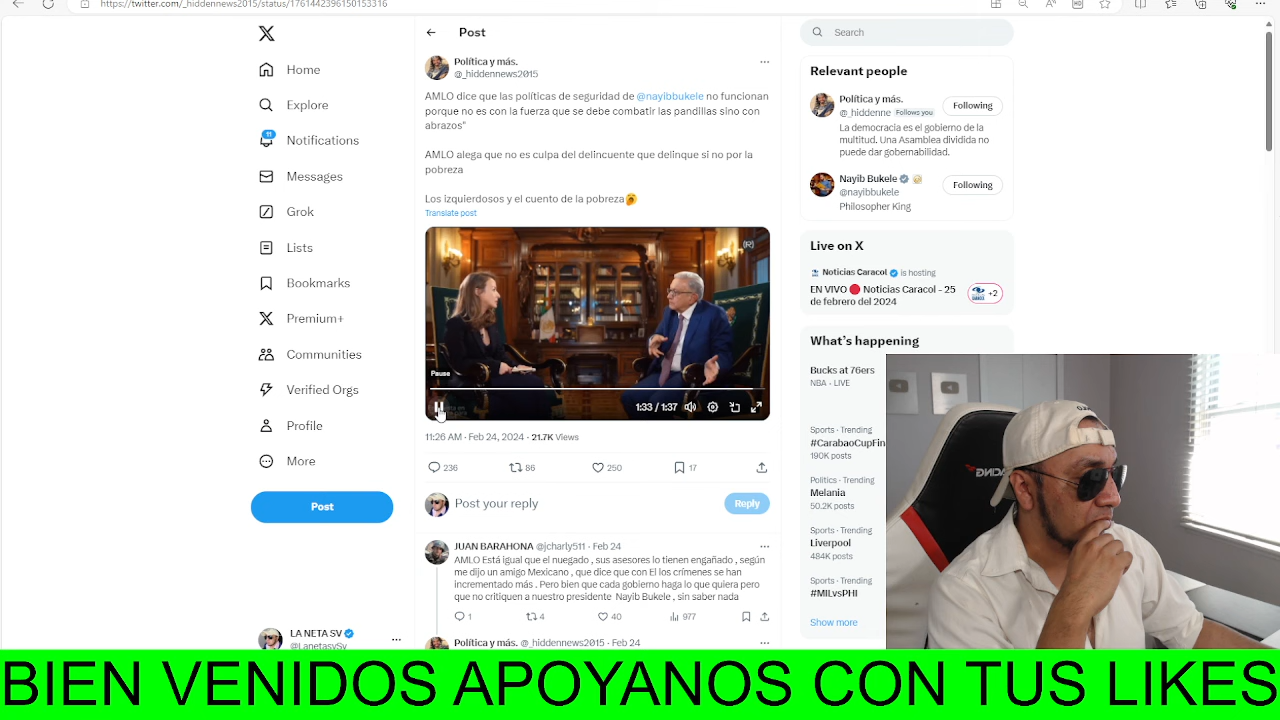 https://twitter.com/_hiddennews2015/status/1761442396150153316
Home
Explore
11
Notifications
Messages
Grok
Lists
Bookmarks
Premium+
Communities
Verified Orgs
Profile
More
Post
LA NETA SV
@LanetasySv
Post
Política y más.
@_hiddennews2015
AMLO dice que las políticas de seguridad de @nayibbukele no funcionan
porque no es con la fuerza que se debe combatir las pandillas sino con
abrazos"
AMLO alega que no es culpa del delincuente que delinque si no por la
pobreza
Los izquierdosos y el cuento de la pobreza
Translate post
(R)
Pause
1:33 / 1:37
11:26 AM · Feb 24, 2024 · 21.7K Views
236 86 250 17
Post your reply
Reply
JUAN BARAHONA @jcharly511 · Feb 24
AMLO Está igual que el nuegado , sus asesores lo tienen engañado , según
me dijo un amigo Mexicano , que dice que con El los crímenes se han
incrementado más . Pero bien que cada gobierno haga lo que quiera pero
que no critiquen a nuestro presidente Nayib Bukele , sin saber nada
1 4 40 977
Política y más. @_hiddennews2015 · Feb 24
Search
Relevant people
Política y más.
@_hiddenne Follows you
Following
La democracia es el gobierno de la
multitud. Una Asamblea dividida no
puede dar gobernabilidad.
Nayib Bukele
@nayibbukele
Following
Philosopher King
Live on X
Noticias Caracol is hosting
EN VIVO Noticias Caracol - 25
de febrero del 2024
+2
What's happening
Bucks at 76ers
NBA · LIVE
Sports · Trending
#CarabaoCupFin
190K posts
Politics · Trending
Melania
50.2K posts
Sports · Trending
Liverpool
484K posts
Sports · Trending
#MILvsPHI
Show more
RACING
BIEN VENIDOS APOYANOS CON TUS LIKES